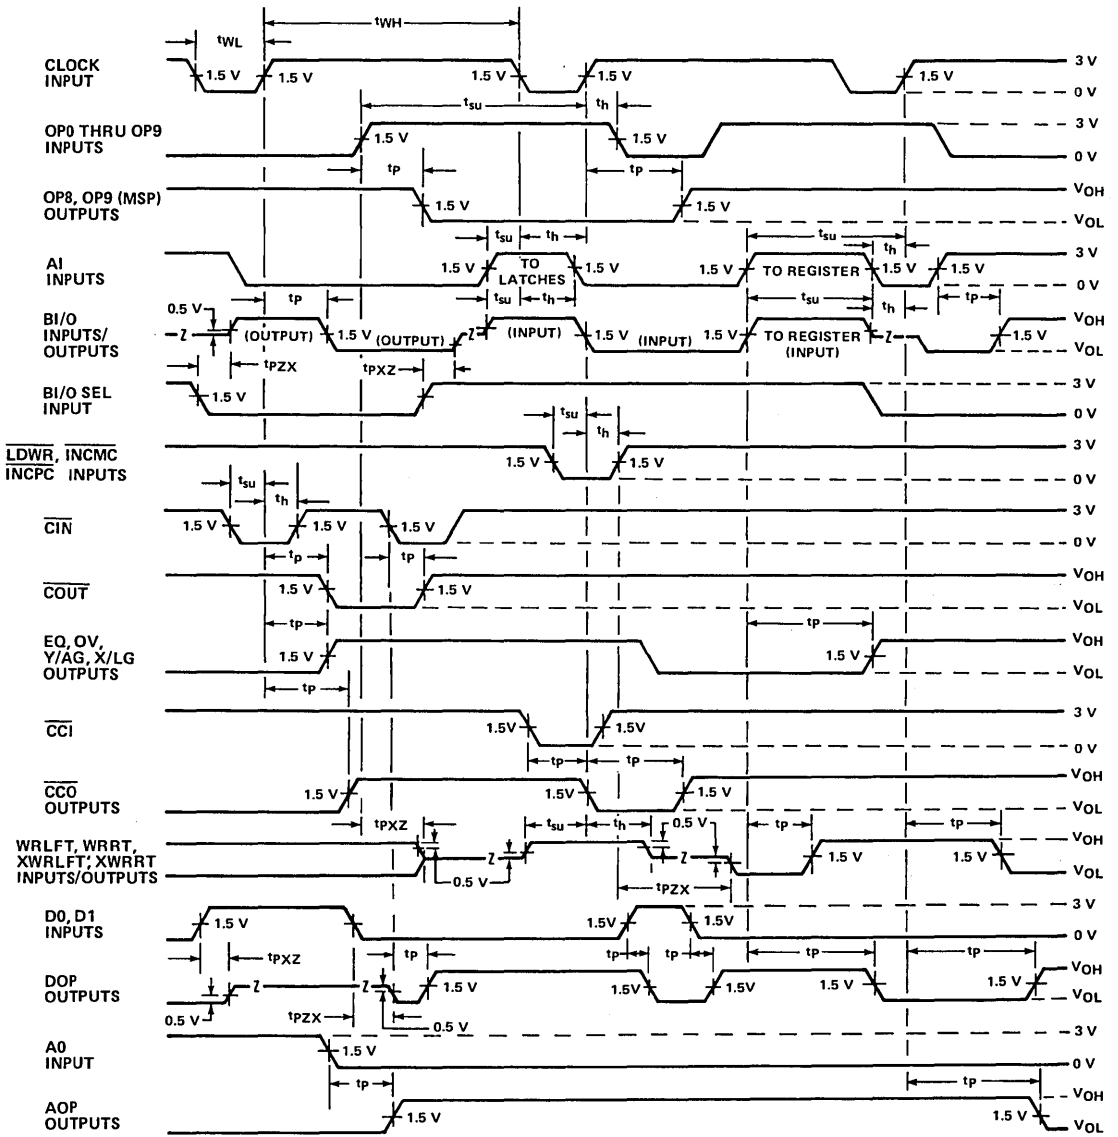 tWH
tWL
CLOCK
INPUT
1.5 V
1.5 V
1.5 V
1.5 V
1.5 V
3 V
0 V
tsu
th
OP0 THRU OP9
INPUTS
1.5 V
1.5 V
3 V
0 V
tP
tP
OP8, OP9 (MSP)
OUTPUTS
1.5 V
1.5 V
VOH
VOL
tsu
th
tsu
th
AI
INPUTS
1.5 V
TO
LATCHES
1.5 V
1.5 V
TO REGISTER
1.5 V
1.5 V
3 V
0 V
0.5 V
tP
tsu
th
tsu
th
tP
BI/O
INPUTS/
OUTPUTS
Z
(OUTPUT)
1.5 V
(OUTPUT)
Z
(INPUT)
1.5 V
(INPUT)
1.5 V
TO REGISTER
(INPUT)
Z
1.5 V
VOH
VOL
tPZX
tPXZ
BI/O SEL
INPUT
1.5 V
1.5 V
3 V
0 V
tsu
th
LDWR, INCMC
INCPC INPUTS
1.5 V
1.5 V
3 V
0 V
tsu
th
CIN
1.5 V
1.5 V
1.5 V
3 V
0 V
tp
tP
COUT
1.5 V
1.5 V
VOH
VOL
tP
tP
EQ, OV,
Y/AG, X/LG
OUTPUTS
1.5 V
1.5 V
VOH
VOL
tP
CCI
1.5V
1.5V
3 V
0 V
tP
tP
CCO
OUTPUTS
1.5V
1.5V
1.5 V
VOH
VOL
tPXZ
tsu
th
0.5 V
tP
tP
WRLFT, WRRT,
XWRLFT, XWRRT
INPUTS/OUTPUTS
Z
0.5 V
Z
1.5 V
1.5V
VOH
VOL
tPZX
D0, D1
INPUTS
1.5 V
1.5V
1.5V
3 V
0 V
tPXZ
tP
tP
tP
tP
tP
DOP
OUTPUTS
Z
Z
1.5 V
1.5V
1.5V
1.5 V
1.5V
VOH
VOL
0.5 V
tPZX
0.5 V
A0
INPUT
1.5 V
3 V
0 V
tP
tP
AOP
OUTPUTS
1.5 V
1.5 V
VOH
VOL